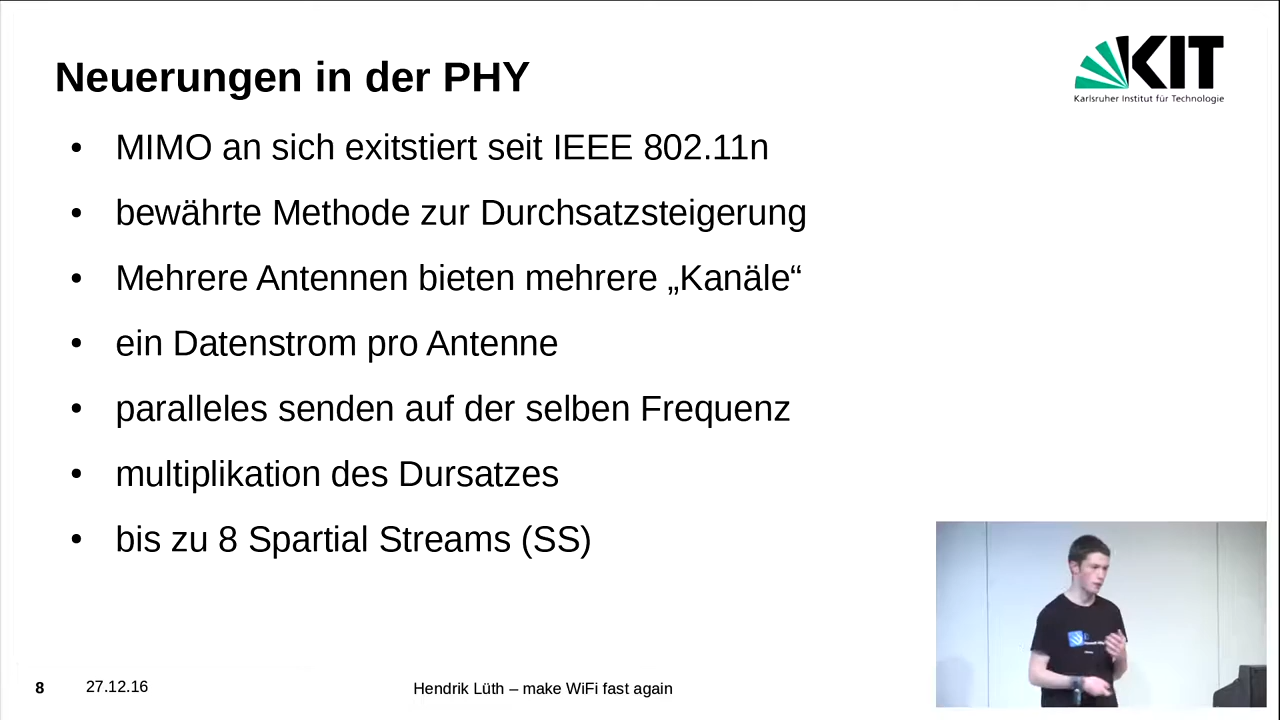 Neuerungen in der PHY
KIT
Karlsruher Institut für Technologie
• MIMO an sich exitstiert seit IEEE 802.11n
• bewährte Methode zur Durchsatzsteigerung
• Mehrere Antennen bieten mehrere „Kanäle“
• ein Datenstrom pro Antenne
• paralleles senden auf der selben Frequenz
• multiplikation des Dursatzes
• bis zu 8 Spartial Streams (SS)
8 27.12.16 Hendrik Lüth – make WiFi fast again